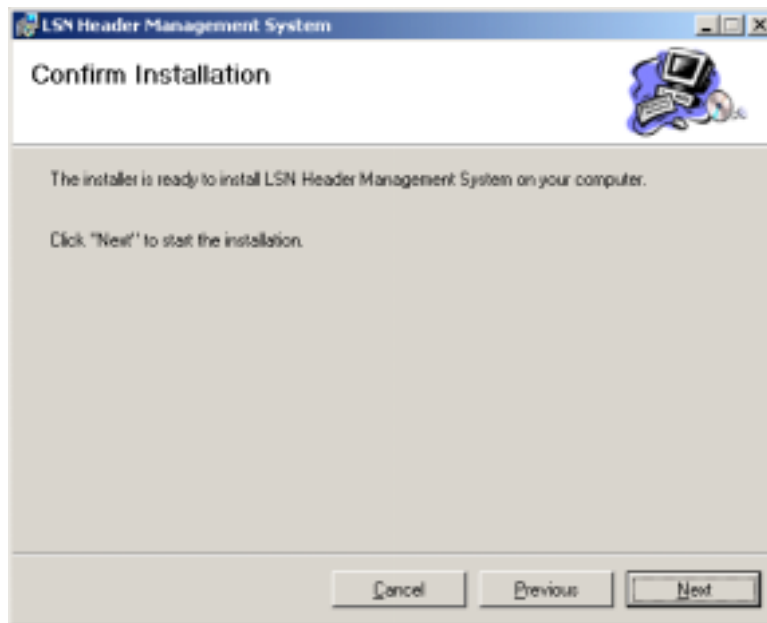 LSN Header Management System
Confirm Installation
The installer is ready to install LSN Header Management System on your computer.
Click "Next" to start the installation.
Cancel
Previous
Next